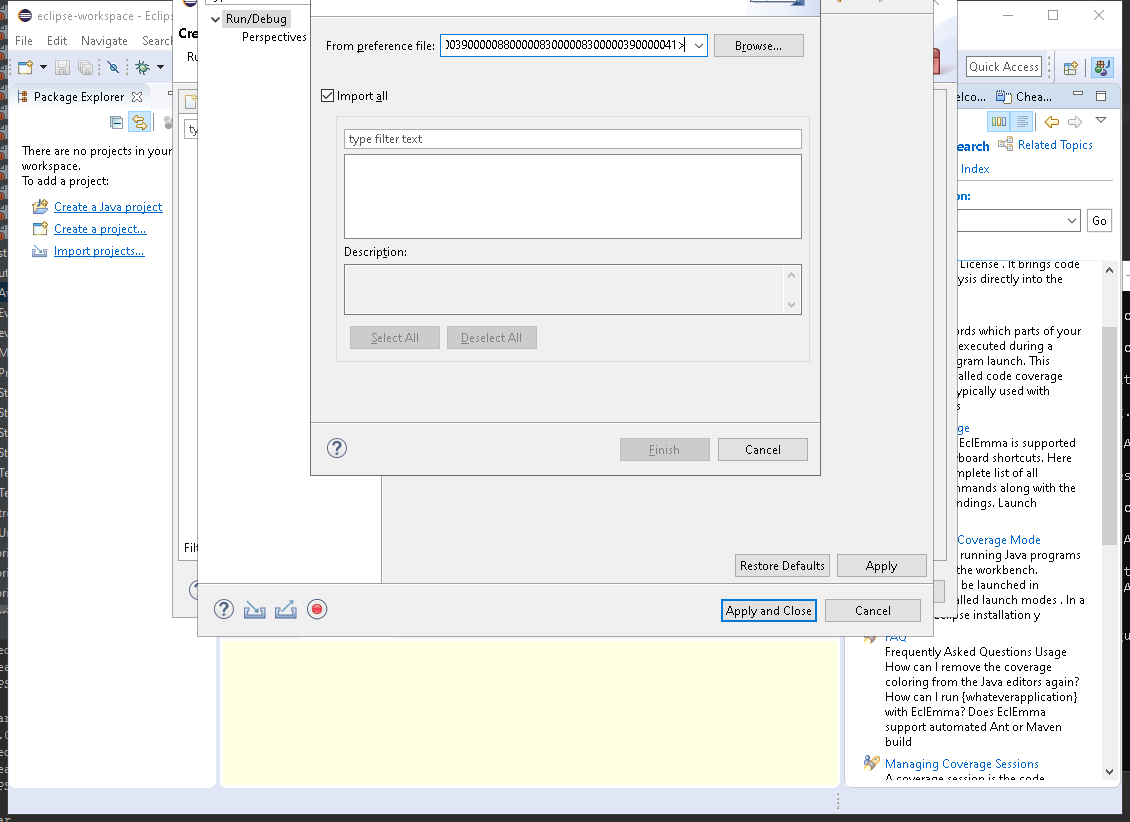 eclipse-workspace - Eclips
File Edit Navigate Search
Package Explorer
There are no projects in your
workspace.
To add a project:
Create a Java project
Create a project...
Import projects...
Cre
Ru
ty
Filt
Run/Debug
Perspectives
From preference file:
Browse...
Import all
type filter text
Description:
Select All
Deselect All
Finish
Cancel
Restore Defaults
Apply
Apply and Close
Cancel
Quick Access
elco...
Chea...
earch
Related Topics
Index
on:
Go
License . It brings code
ysis directly into the
rds which parts of your
executed during a
gram launch. This
alled code coverage
ypically used with
s
ge
EclEmma is supported
board shortcuts. Here
mplete list of all
mmands along with the
ndings. Launch
Coverage Mode
running Java programs
the workbench.
be launched in
alled launch modes . In a
clipse installation y
FAQ
Frequently Asked Questions Usage
How can I remove the coverage
coloring from the Java editors again?
How can I run {whateverapplication}
with EclEmma? Does EclEmma
support automated Ant or Maven
build
Managing Coverage Sessions
A coverage session is the code